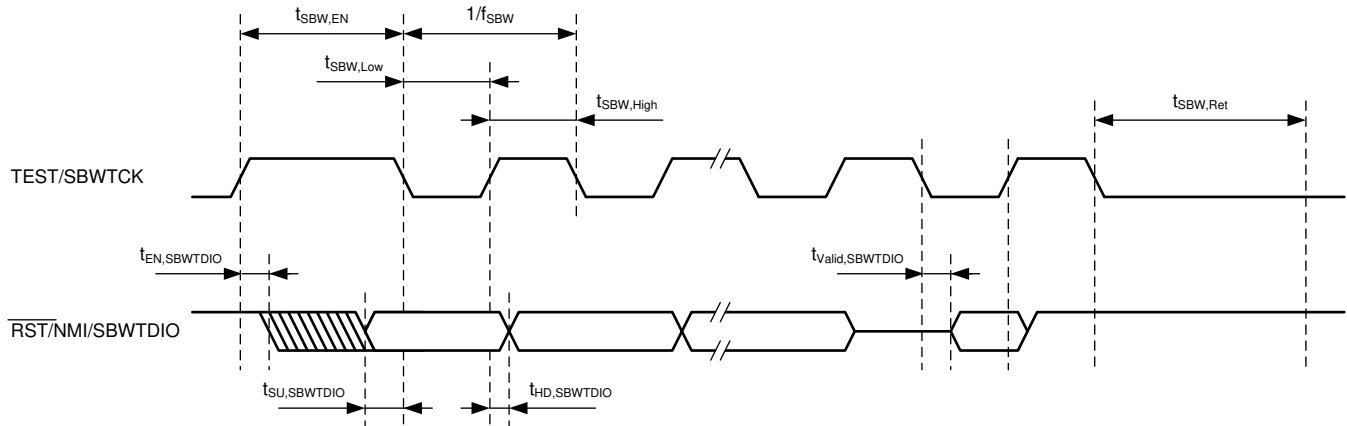 tSBW,EN
1/fSBW
tSBW,Low
tSBW,High
tSBW,Ret
TEST/SBWTCK
tEN,SBWTDIO
tValid,SBWTDIO
RST/NMI/SBWTDIO
tSU,SBWTDIO
tHD,SBWTDIO